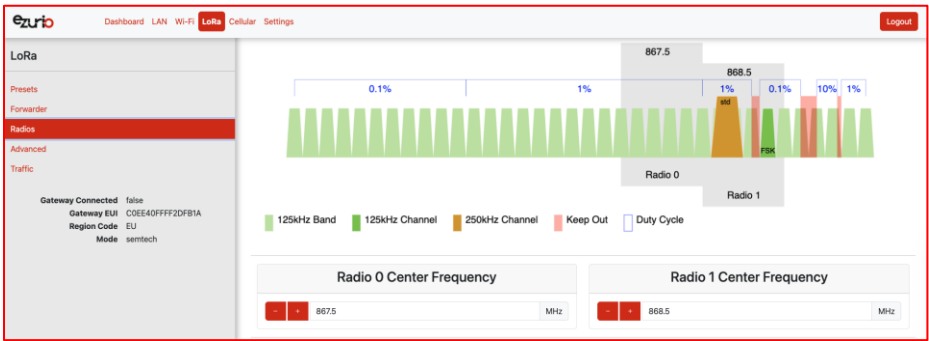 ezurio Dashboard LAN Wi-Fi LoRa Cellular Settings Logout
LoRa
Presets
Forwarder
Radios
Advanced
Traffic
Gateway Connected false
Gateway EUI C0EE40FFFF2DFB1A
Region Code EU
Mode semtech
867.5
868.5
0.1% 1% 1% 0.1% 10% 1%
std
FSK
Radio 0
Radio 1
125kHz Band 125kHz Channel 250kHz Channel Keep Out Duty Cycle
Radio 0 Center Frequency
- + 867.5 MHz
Radio 1 Center Frequency
- + 868.5 MHz